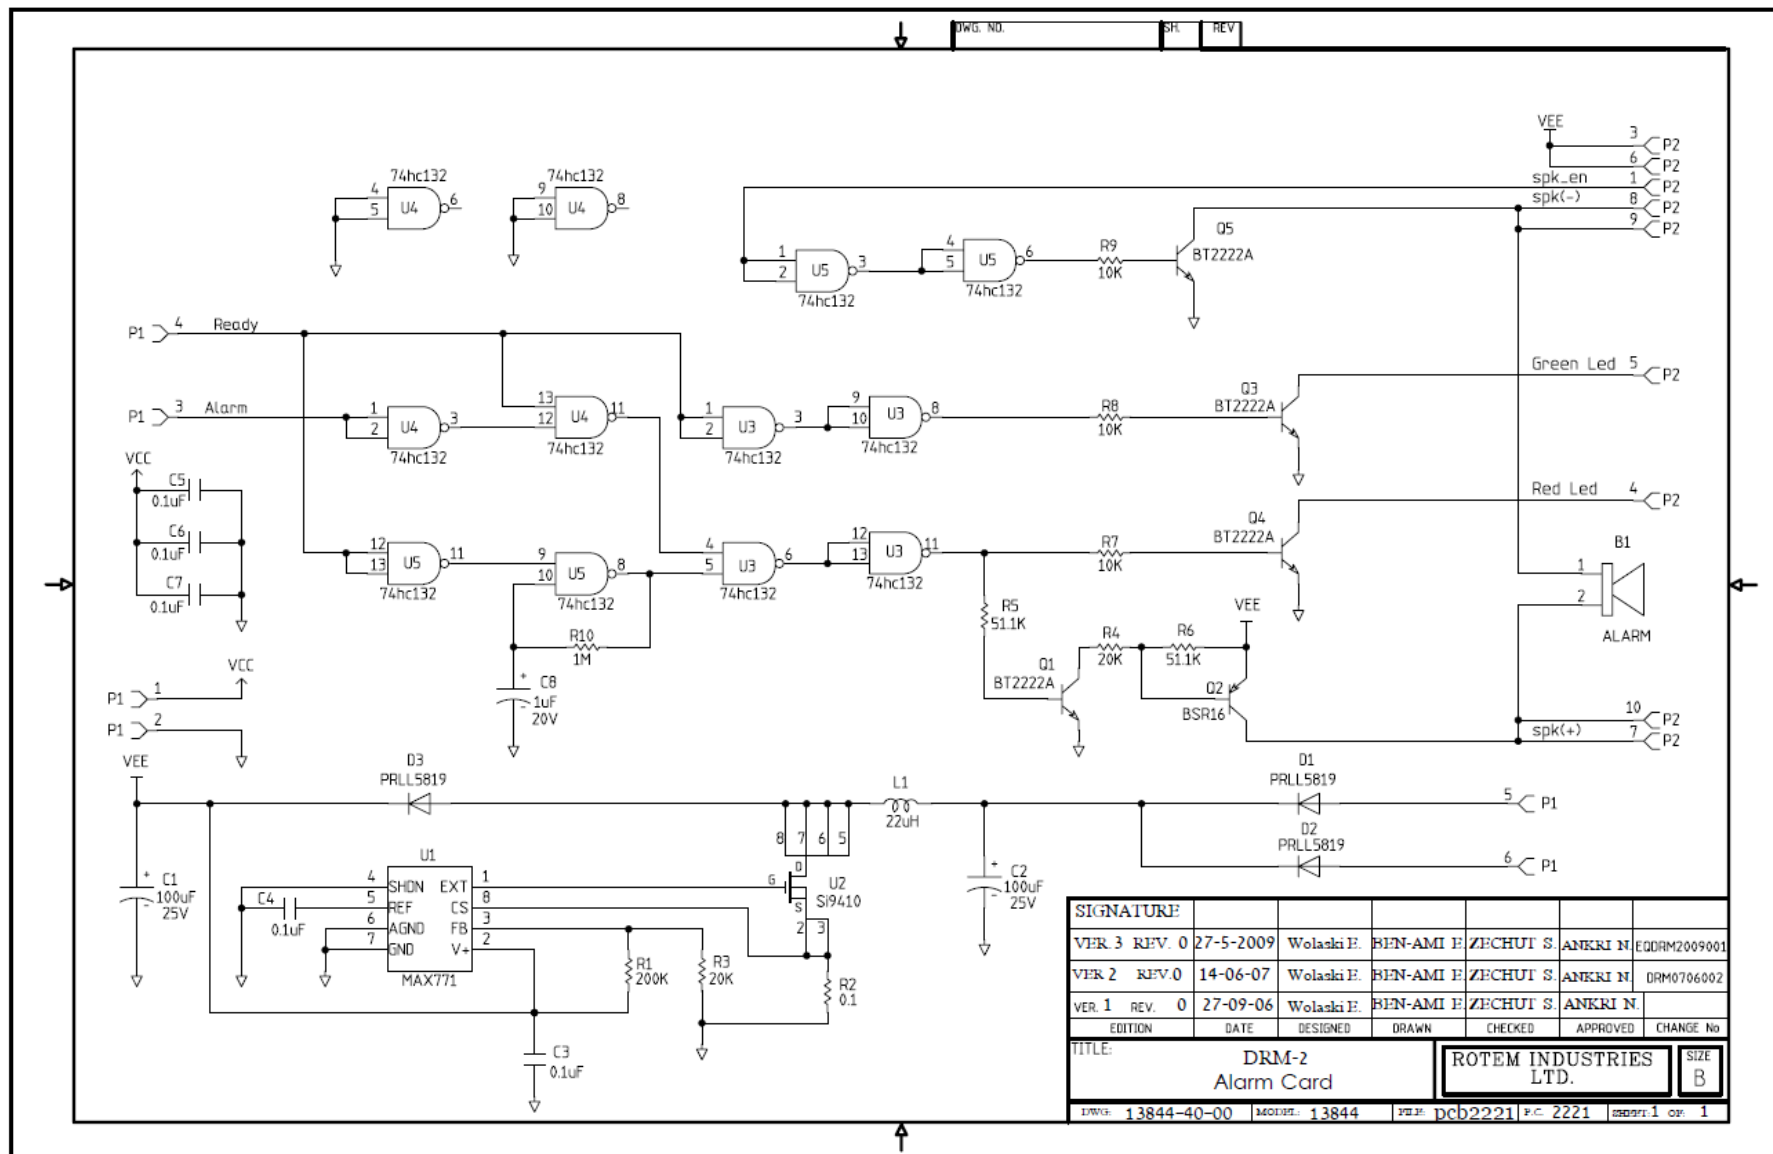 DWG. NO. SH. REV
VEE
3 P2
6 P2
spk_en 1 P2
spk(-) 8 P2
9 P2
74hc132
4
5
U4
6
74hc132
9
10
U4
8
1
2
U5
3
74hc132
4
5
U5
6
74hc132
R9
10K
Q5
BT2222A
P1 4 Ready
P1 3 Alarm
1
2
U4
3
74hc132
13
12
U4
11
74hc132
1
2
U3
3
74hc132
9
10
U3
8
74hc132
R8
10K
Q3
BT2222A
Green Led 5 P2
VCC
C5
0.1uF
C6
0.1uF
C7
0.1uF
12
13
U5
11
74hc132
9
10
U5
8
74hc132
R10
1M
+ C8
1uF
- 20V
4
5
U3
6
74hc132
12
13
U3
11
74hc132
R7
10K
Q4
BT2222A
Red Led 4 P2
B1
1
2
ALARM
R5
51.1K
Q1
BT2222A
R4
20K
R6
51.1K
VEE
Q2
BSR16
10 P2
spk(+) 7 P2
VCC
P1 1
P1 2
VEE
D3
PRLL5819
L1
22uH
D1
PRLL5819
5 P1
D2
PRLL5819
6 P1
+ C1
100uF
- 25V
U1
4 SHDN EXT 1
5 REF CS 8
6 AGND FB 3
7 GND V+ 2
MAX771
C4
0.1uF
8 7 6 5
D
G
S
U2
Si9410
2 3
R1
200K
R3
20K
R2
0.1
C3
0.1uF
+ C2
100uF
- 25V
SIGNATURE
VER. 3 REV. 0 27-5-2009 Wolaski E. BEN-AMI E. ZECHUT S. ANKRI N. EQDRM2009001
VER 2 REV.0 14-06-07 Wolaski E. BEN-AMI E. ZECHUT S. ANKRI N. DRM0706002
VER. 1 REV. 0 27-09-06 Wolaski E. BEN-AMI E. ZECHUT S. ANKRI N.
EDITION DATE DESIGNED DRAWN CHECKED APPROVED CHANGE No
TITLE:
DRM-2
Alarm Card
ROTEM INDUSTRIES
LTD.
SIZE
B
DWG: 13844-40-00 MODEL: 13844 FILE: pcb2221 P.C. 2221 SHEET: 1 OF: 1